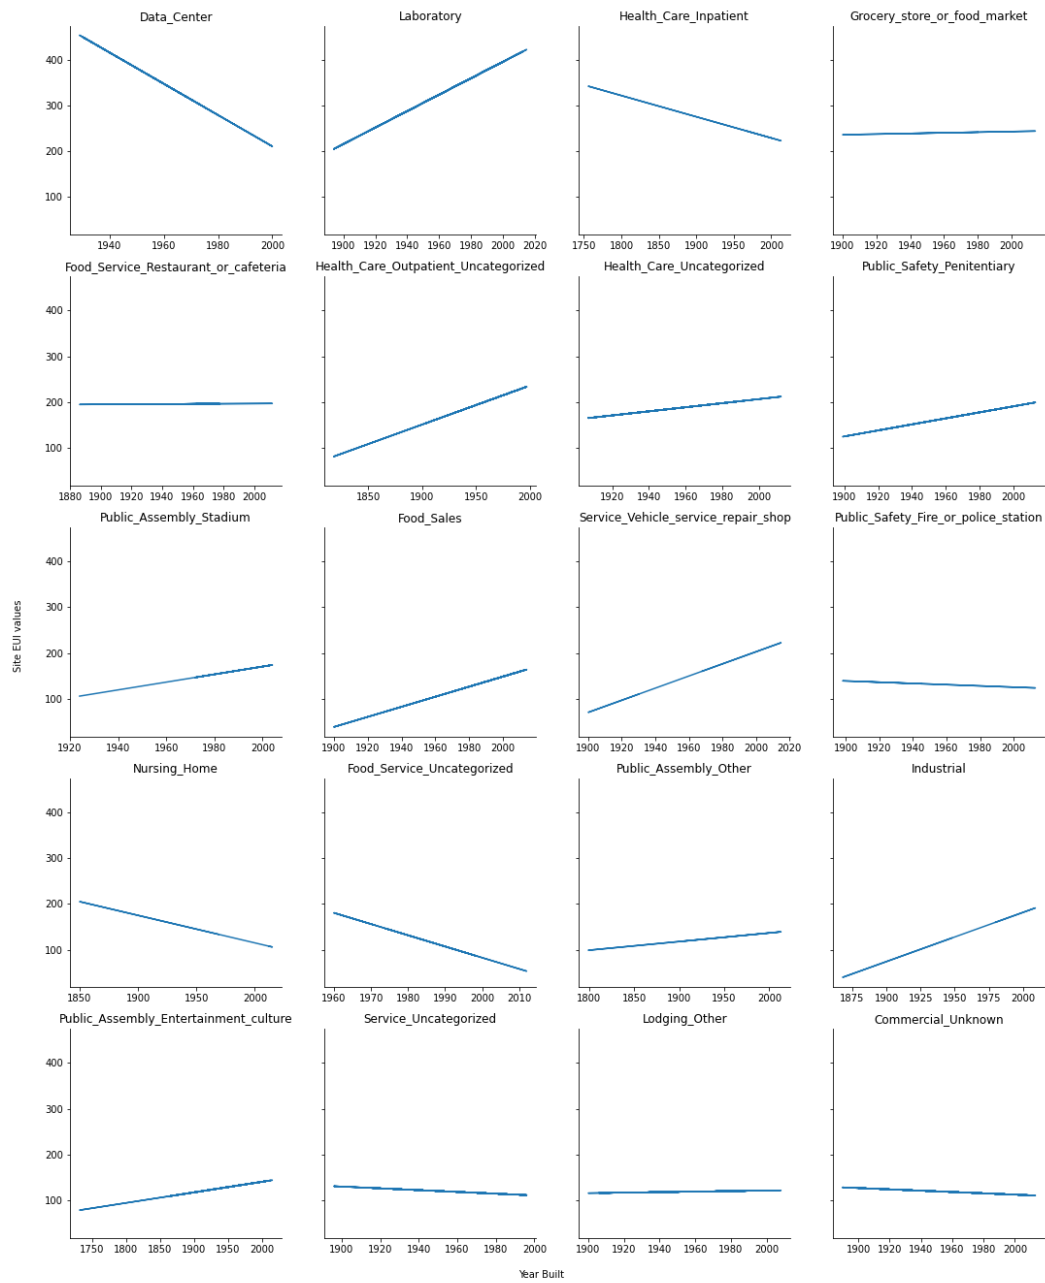 Data_Center Laboratory Health_Care_Inpatient Grocery_store_or_food_market
400
300
200
100
1940 1960 1980 2000 1900 1920 1940 1960 1980 2000 2020 1750 1800 1850 1900 1950 2000 1900 1920 1940 1960 1980 2000
Food_Service_Restaurant_or_cafeteria Health_Care_Outpatient_Uncategorized Health_Care_Uncategorized Public_Safety_Penitentiary
400
300
200
100
1880 1900 1920 1940 1960 1980 2000 1850 1900 1950 2000 1920 1940 1960 1980 2000 1900 1920 1940 1960 1980 2000
Public_Assembly_Stadium Food_Sales Service_Vehicle_service_repair_shop Public_Safety_Fire_or_police_station
400
300
200
100
1920 1940 1960 1980 2000 1900 1920 1940 1960 1980 2000 1900 1920 1940 1960 1980 2000 2020 1900 1920 1940 1960 1980 2000
Site EUI values
Nursing_Home Food_Service_Uncategorized Public_Assembly_Other Industrial
400
300
200
100
1850 1900 1950 2000 1960 1970 1980 1990 2000 2010 1800 1850 1900 1950 2000 1875 1900 1925 1950 1975 2000
Public_Assembly_Entertainment_culture Service_Uncategorized Lodging_Other Commercial_Unknown
400
300
200
100
1750 1800 1850 1900 1950 2000 1900 1920 1940 1960 1980 2000 1900 1920 1940 1960 1980 2000 1900 1920 1940 1960 1980 2000
Year Built